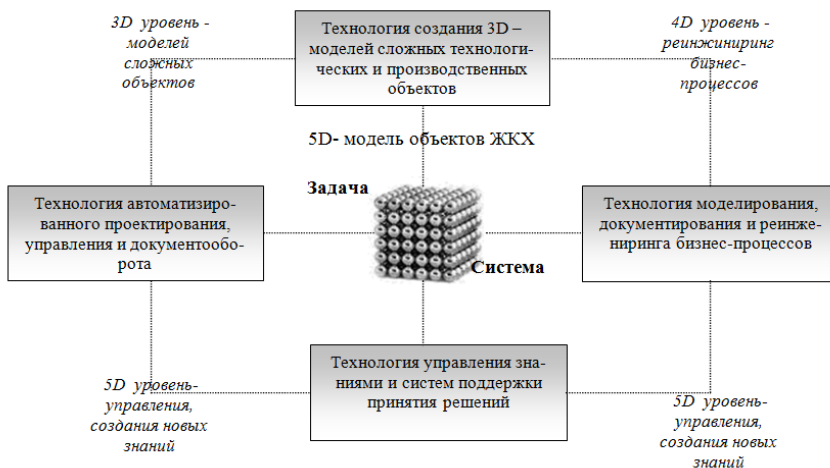 3D уровень -
моделей
сложных
объектов
Технология создания 3D –
моделей сложных технологи-
ческих и производственных
объектов
4D уровень -
реинжиниринг
бизнес-
процессов
5D- модель объектов ЖКХ
Задача
Технология автоматизиро-
ванного проектирования,
управления и документообо-
рота
Технология моделирования,
документирования и реинже-
ниринга бизнес-процессов
Система
Технология управления зна-
ниями и систем поддержки
принятия решений
5D уровень-
управления,
создания новых
знаний
5D уровень-
управления,
создания новых
знаний